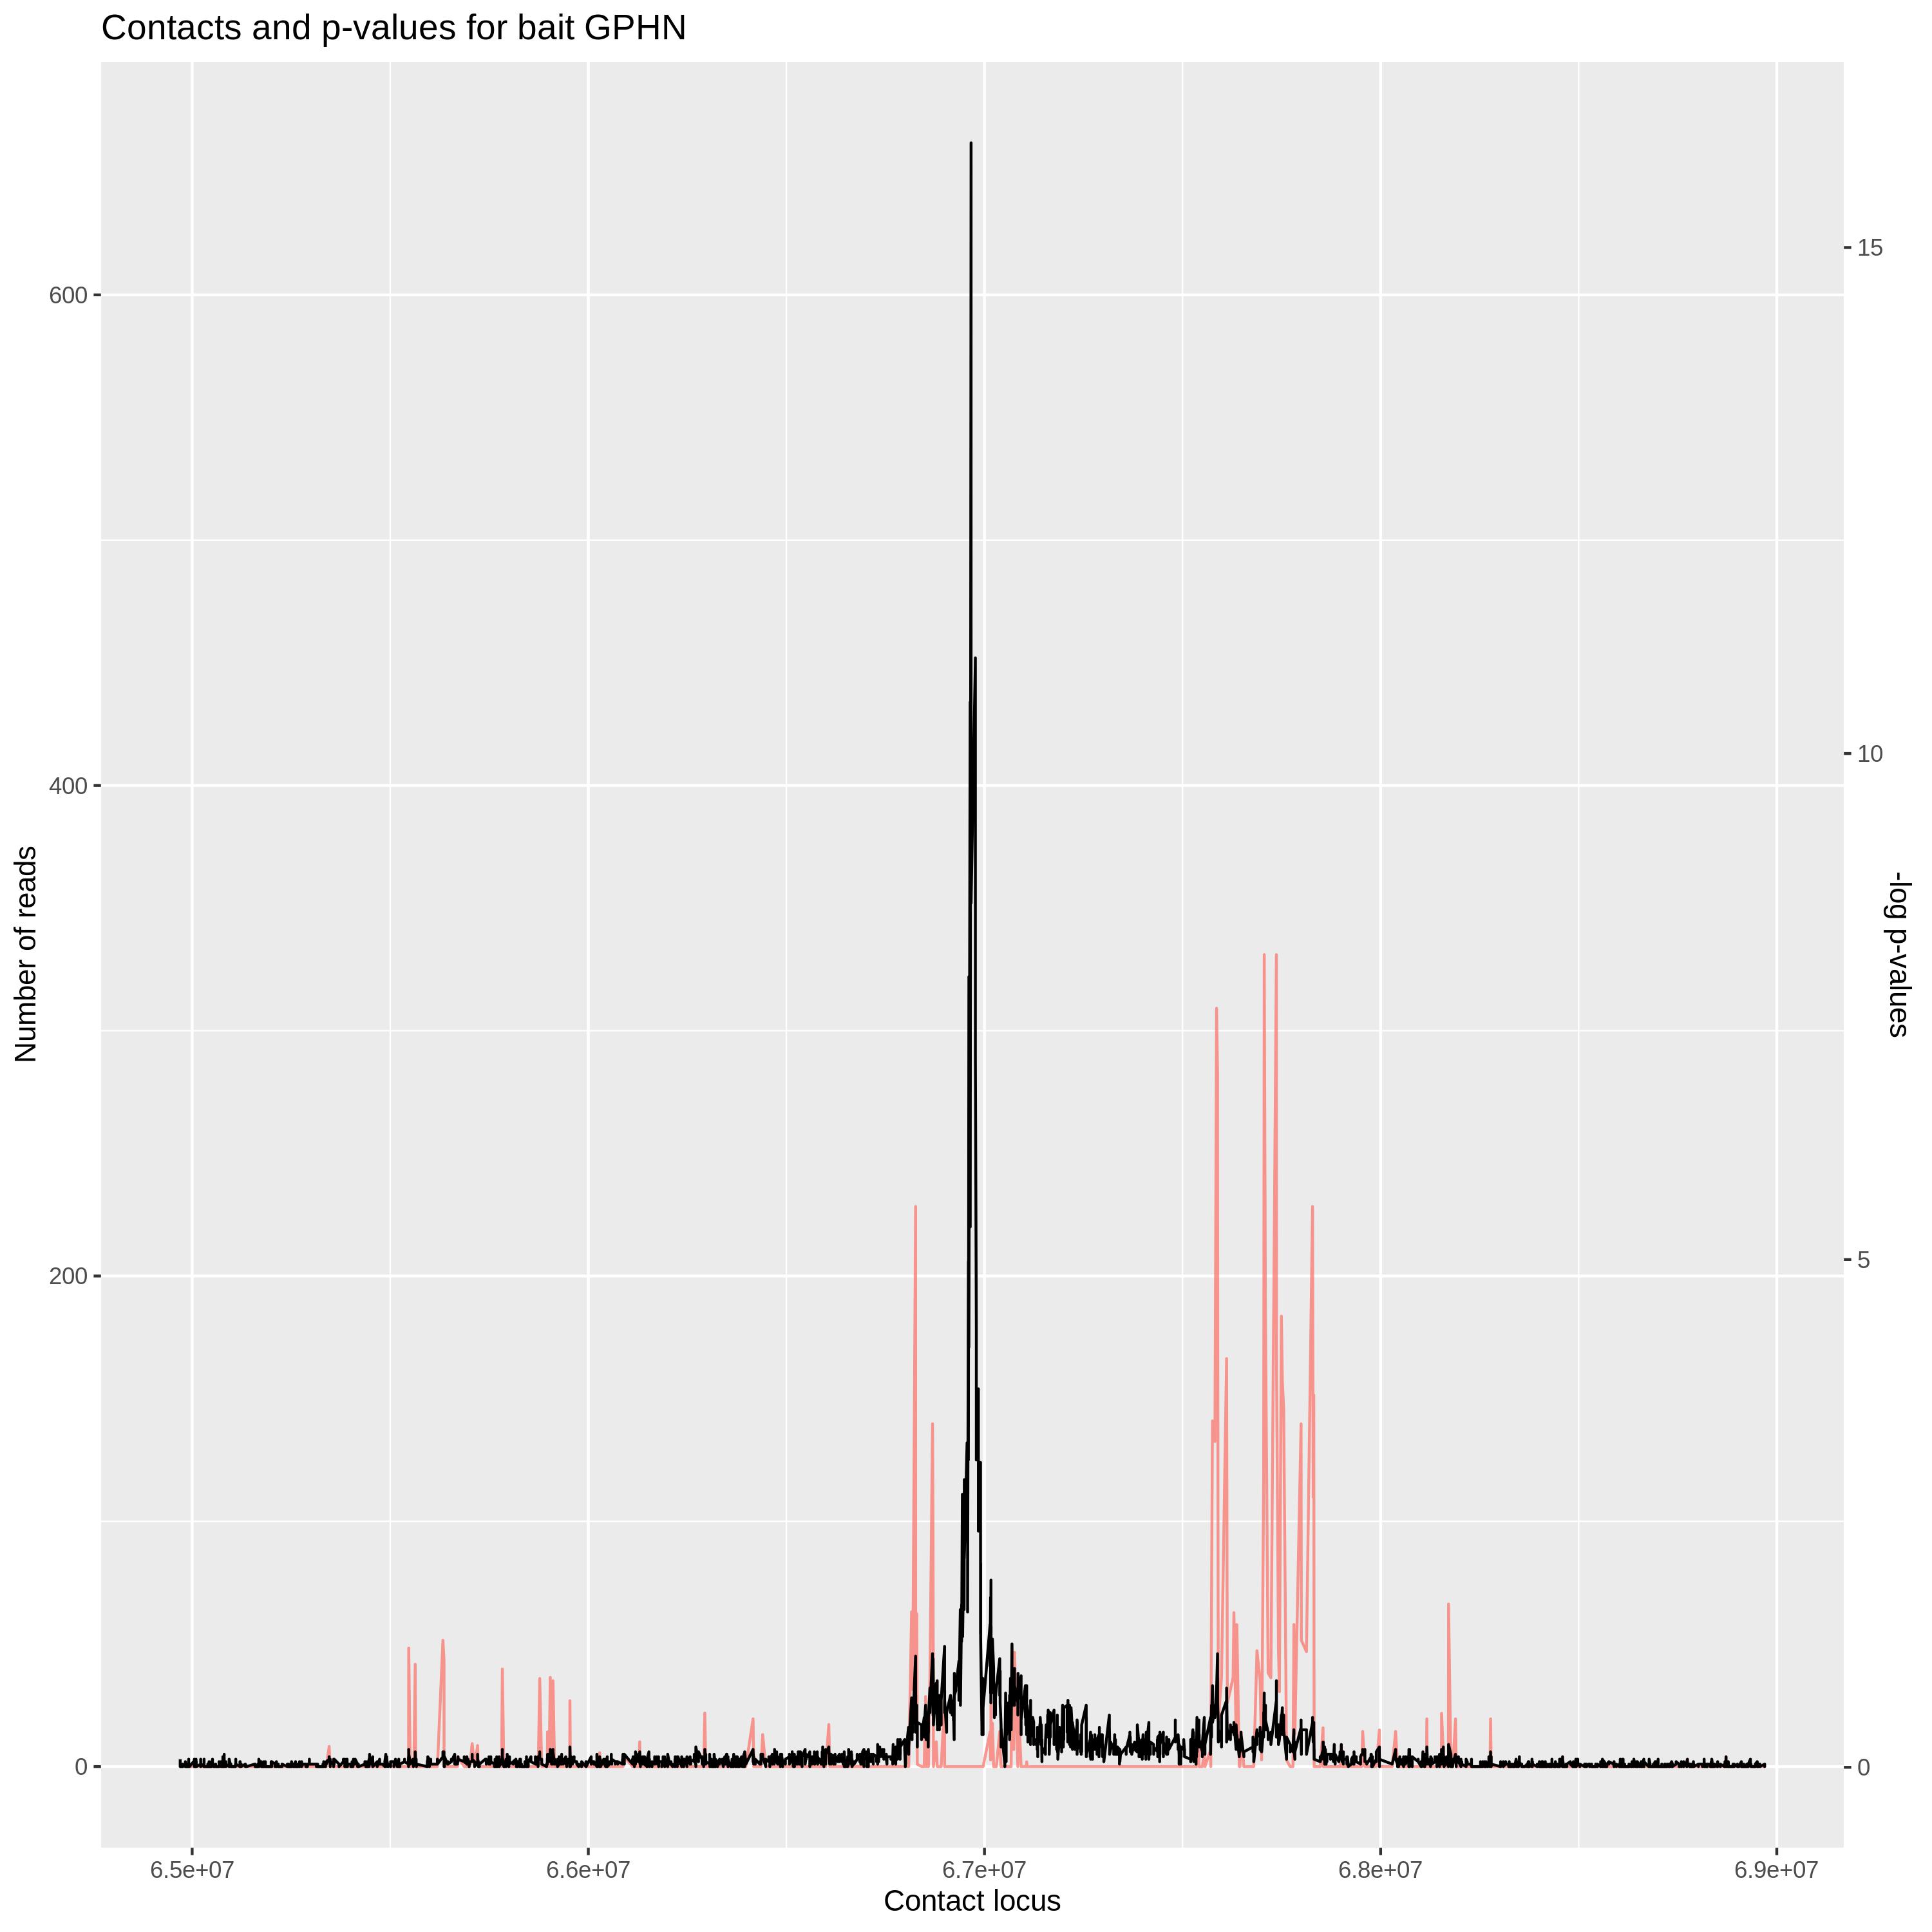 Contacts and p-values for bait GPHN
600
400
200
0
Number of reads
15
10
5
0
-log p-values
6.5e+07 6.6e+07 6.7e+07 6.8e+07 6.9e+07
Contact locus